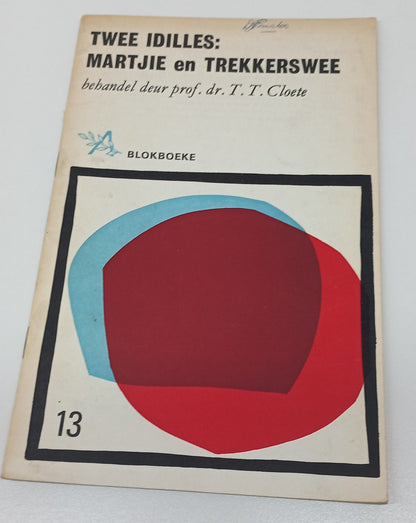 TWEE IDILLES:
MARTJIE en TREKKERSWEE
behandel deur prof. dr. T. T. Cloete
BLOKBOEKE
13